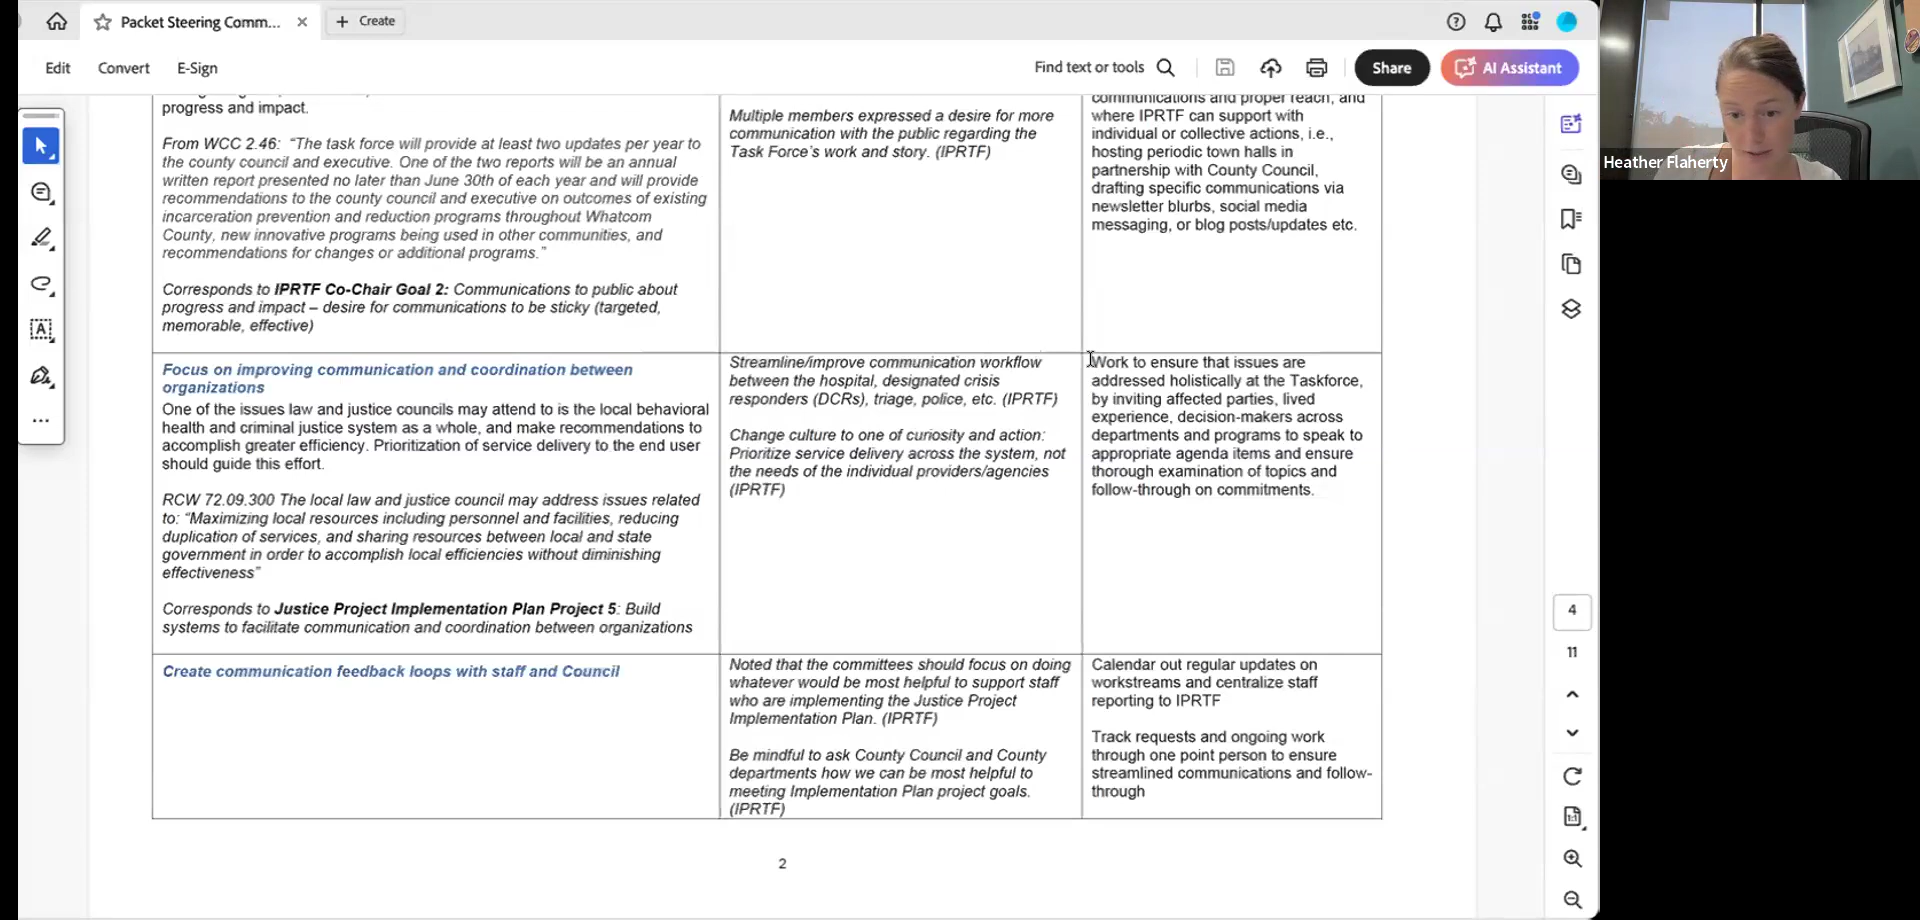 Packet Steering Comm...
Create
Edit
Convert
E-Sign
Find text or tools
Share
AI Assistant
Heather Flaherty
progress and impact.
From WCC 2.46: “The task force will provide at least two updates per year to
the county council and executive. One of the two reports will be an annual
written report presented no later than June 30th of each year and will provide
recommendations to the county council and executive on outcomes of existing
incarceration prevention and reduction programs throughout Whatcom
County, new innovative programs being used in other communities, and
recommendations for changes or additional programs.”
Corresponds to IPRTF Co-Chair Goal 2: Communications to public about
progress and impact – desire for communications to be sticky (targeted,
memorable, effective)
Multiple members expressed a desire for more
communication with the public regarding the
Task Force’s work and story. (IPRTF)
communications and proper reach, and
where IPRTF can support with
individual or collective actions, i.e.,
hosting periodic town halls in
partnership with County Council,
drafting specific communications via
newsletter blurbs, social media
messaging, or blog posts/updates etc.
Focus on improving communication and coordination between
organizations
One of the issues law and justice councils may attend to is the local behavioral
health and criminal justice system as a whole, and make recommendations to
accomplish greater efficiency. Prioritization of service delivery to the end user
should guide this effort.
RCW 72.09.300 The local law and justice council may address issues related
to: “Maximizing local resources including personnel and facilities, reducing
duplication of services, and sharing resources between local and state
government in order to accomplish local efficiencies without diminishing
effectiveness”
Corresponds to Justice Project Implementation Plan Project 5: Build
systems to facilitate communication and coordination between organizations
Streamline/improve communication workflow
between the hospital, designated crisis
responders (DCRs), triage, police, etc. (IPRTF)
Change culture to one of curiosity and action:
Prioritize service delivery across the system, not
the needs of the individual providers/agencies
(IPRTF)
Work to ensure that issues are
addressed holistically at the Taskforce,
by inviting affected parties, lived
experience, decision-makers across
departments and programs to speak to
appropriate agenda items and ensure
thorough examination of topics and
follow-through on commitments.
Create communication feedback loops with staff and Council
Noted that the committees should focus on doing
whatever would be most helpful to support staff
who are implementing the Justice Project
Implementation Plan. (IPRTF)
Be mindful to ask County Council and County
departments how we can be most helpful to
meeting Implementation Plan project goals.
(IPRTF)
Calendar out regular updates on
workstreams and centralize staff
reporting to IPRTF
Track requests and ongoing work
through one point person to ensure
streamlined communications and follow-
through
2
4
11